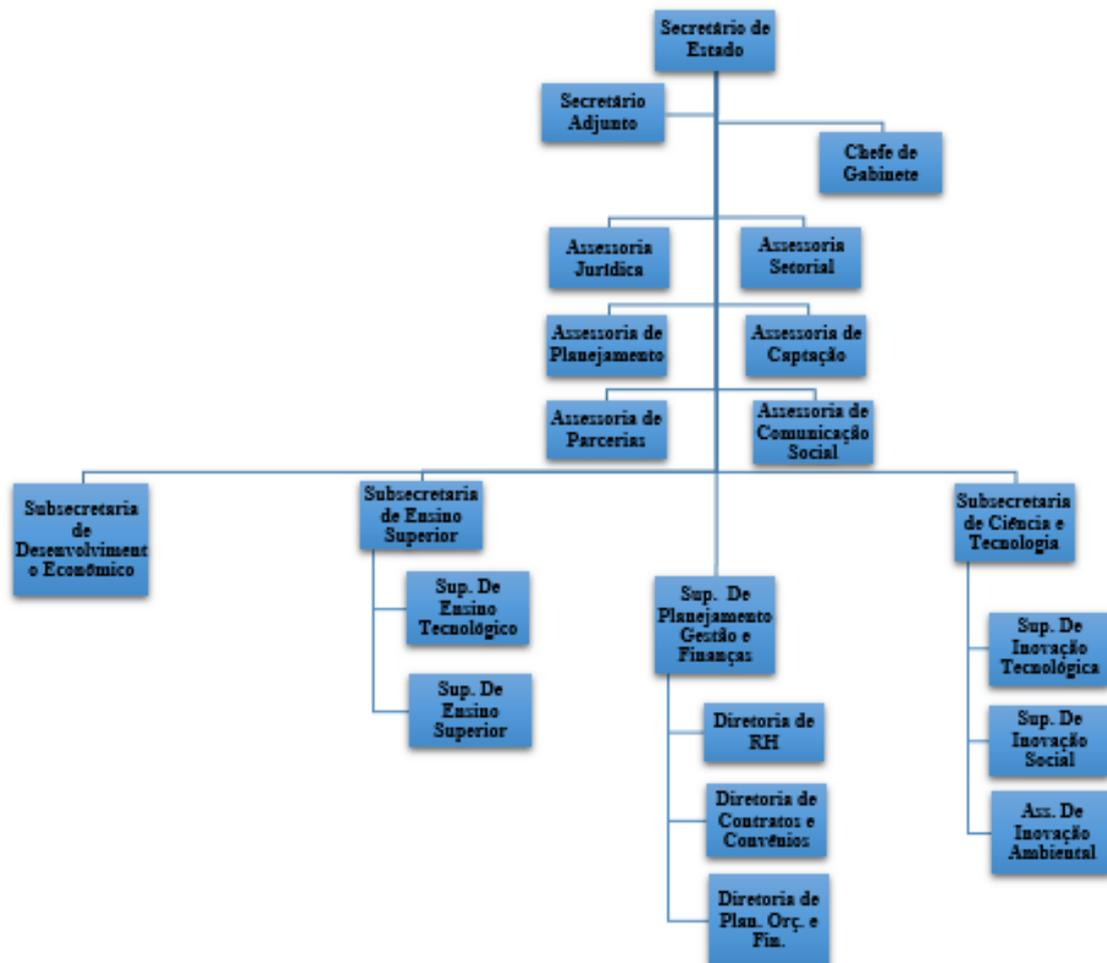 Secretário de
Estado
Secretário
Adjunto
Chefe de
Gabinete
Assessoria
Jurídica
Assessoria
Setorial
Assessoria de
Planejamento
Assessoria de
Captação
Assessoria de
Parcerias
Assessoria de
Comunicação
Social
Subsecretaria
de
Desenvolviment
o Econômico
Subsecretaria
de Ensino
Superior
Sup. De
Ensino
Tecnológico
Sup. De
Ensino
Superior
Sup. De
Planejamento
Gestão e
Finanças
Diretoria de
RH
Diretoria de
Contratos e
Convênios
Diretoria de
Plan. Orç. e
Fin.
Subsecretaria
de Ciência e
Tecnologia
Sup. De
Inovação
Tecnológica
Sup. De
Inovação
Social
Ass. De
Inovação
Ambiental